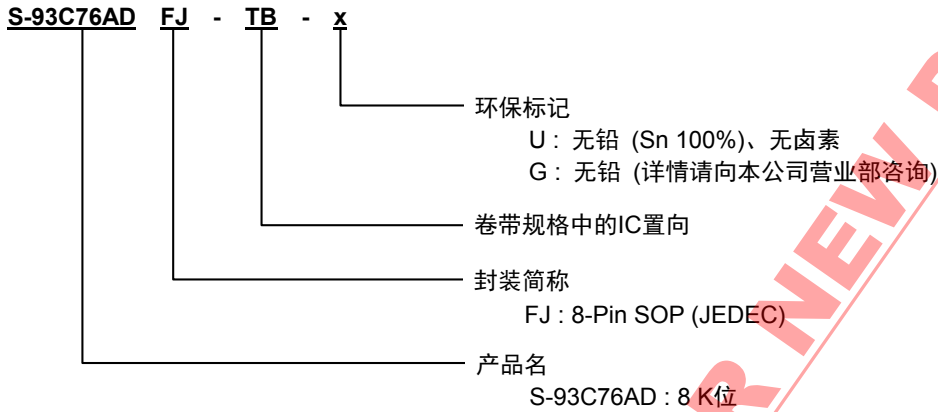 S-93C76AD FJ - TB - x
环保标记
U : 无铅 (Sn 100%)、无卤素
G : 无铅 (详情请向本公司营业部咨询)
卷带规格中的IC置向
封装简称
FJ : 8-Pin SOP (JEDEC)
产品名
S-93C76AD : 8 K位
R NEW